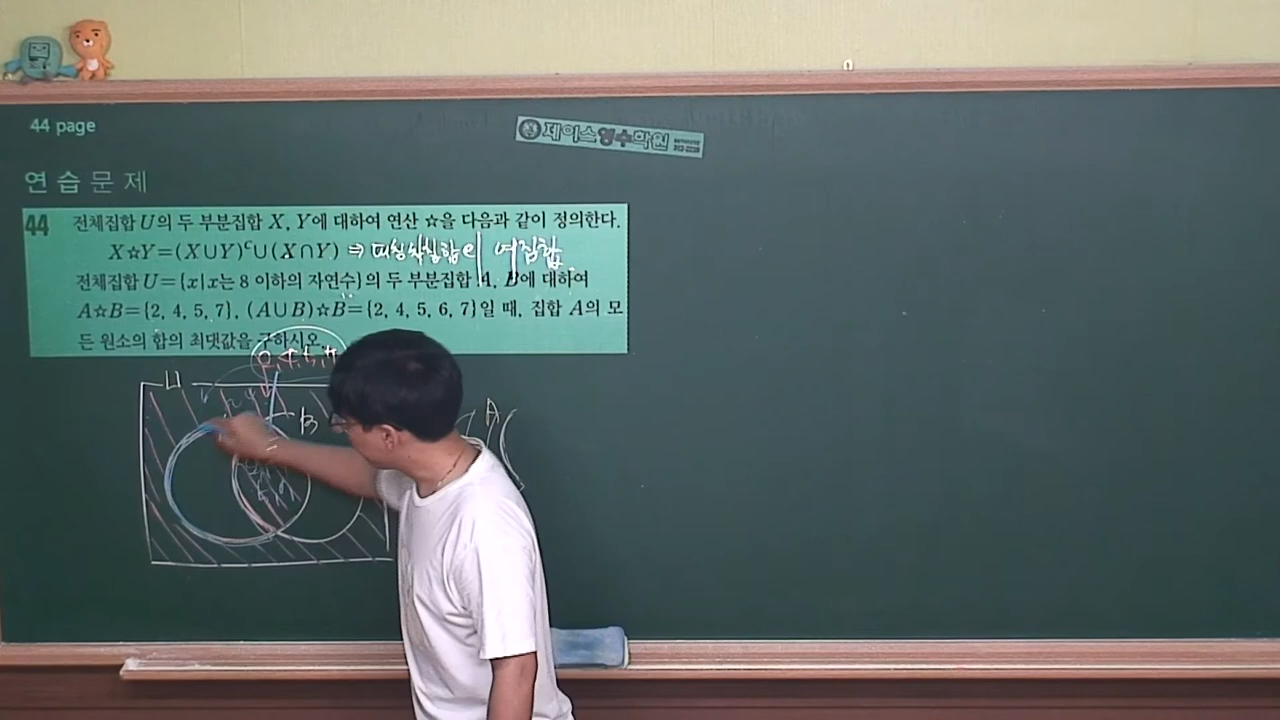 44 page
제이스영수학원
연습문제
44 전체집합 U의 두 부분집합 X, Y에 대하여 연산 ☆을 다음과 같이 정의한다.
X☆Y=(X∪Y)ᶜ∪(X∩Y) ⇒ 대칭차집합의 여집합
전체집합 U={x|x는 8 이하의 자연수}의 두 부분집합 A, B에 대하여
A☆B={2, 4, 5, 7}, (A∪B)☆B={2, 4, 5, 6, 7}일 때, 집합 A의 모
든 원소의 합의 최댓값을 구하시오.
U
B
A